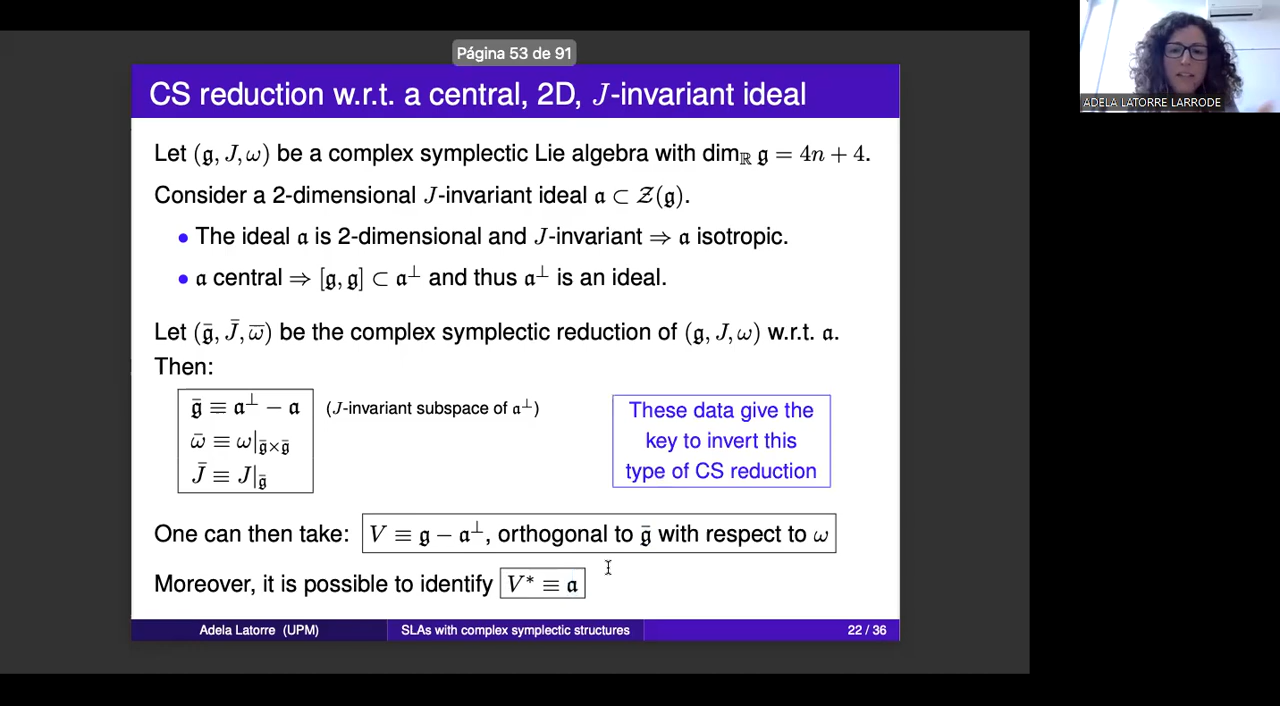 Página 53 de 91
CS reduction w.r.t. a central, 2D, J-invariant ideal
ADELA LATORRE LARRODE
Let (𝔤, J, ω) be a complex symplectic Lie algebra with dim_ℝ 𝔤 = 4n + 4.
Consider a 2-dimensional J-invariant ideal 𝔞 ⊂ 𝒵(𝔤).
• The ideal 𝔞 is 2-dimensional and J-invariant ⇒ 𝔞 isotropic.
• 𝔞 central ⇒ [𝔤, 𝔤] ⊂ 𝔞^⊥ and thus 𝔞^⊥ is an ideal.
Let (𝔤̄, J̄, ω̄) be the complex symplectic reduction of (𝔤, J, ω) w.r.t. 𝔞.
Then:
𝔤̄ ≡ 𝔞^⊥ − 𝔞 (J-invariant subspace of 𝔞^⊥)
ω̄ ≡ ω|_{𝔤̄×𝔤̄}
J̄ ≡ J|_𝔤̄
These data give the
key to invert this
type of CS reduction
One can then take: V ≡ 𝔤 − 𝔞^⊥, orthogonal to 𝔤̄ with respect to ω
Moreover, it is possible to identify V* ≡ 𝔞
Adela Latorre (UPM) SLAs with complex symplectic structures 22 / 36